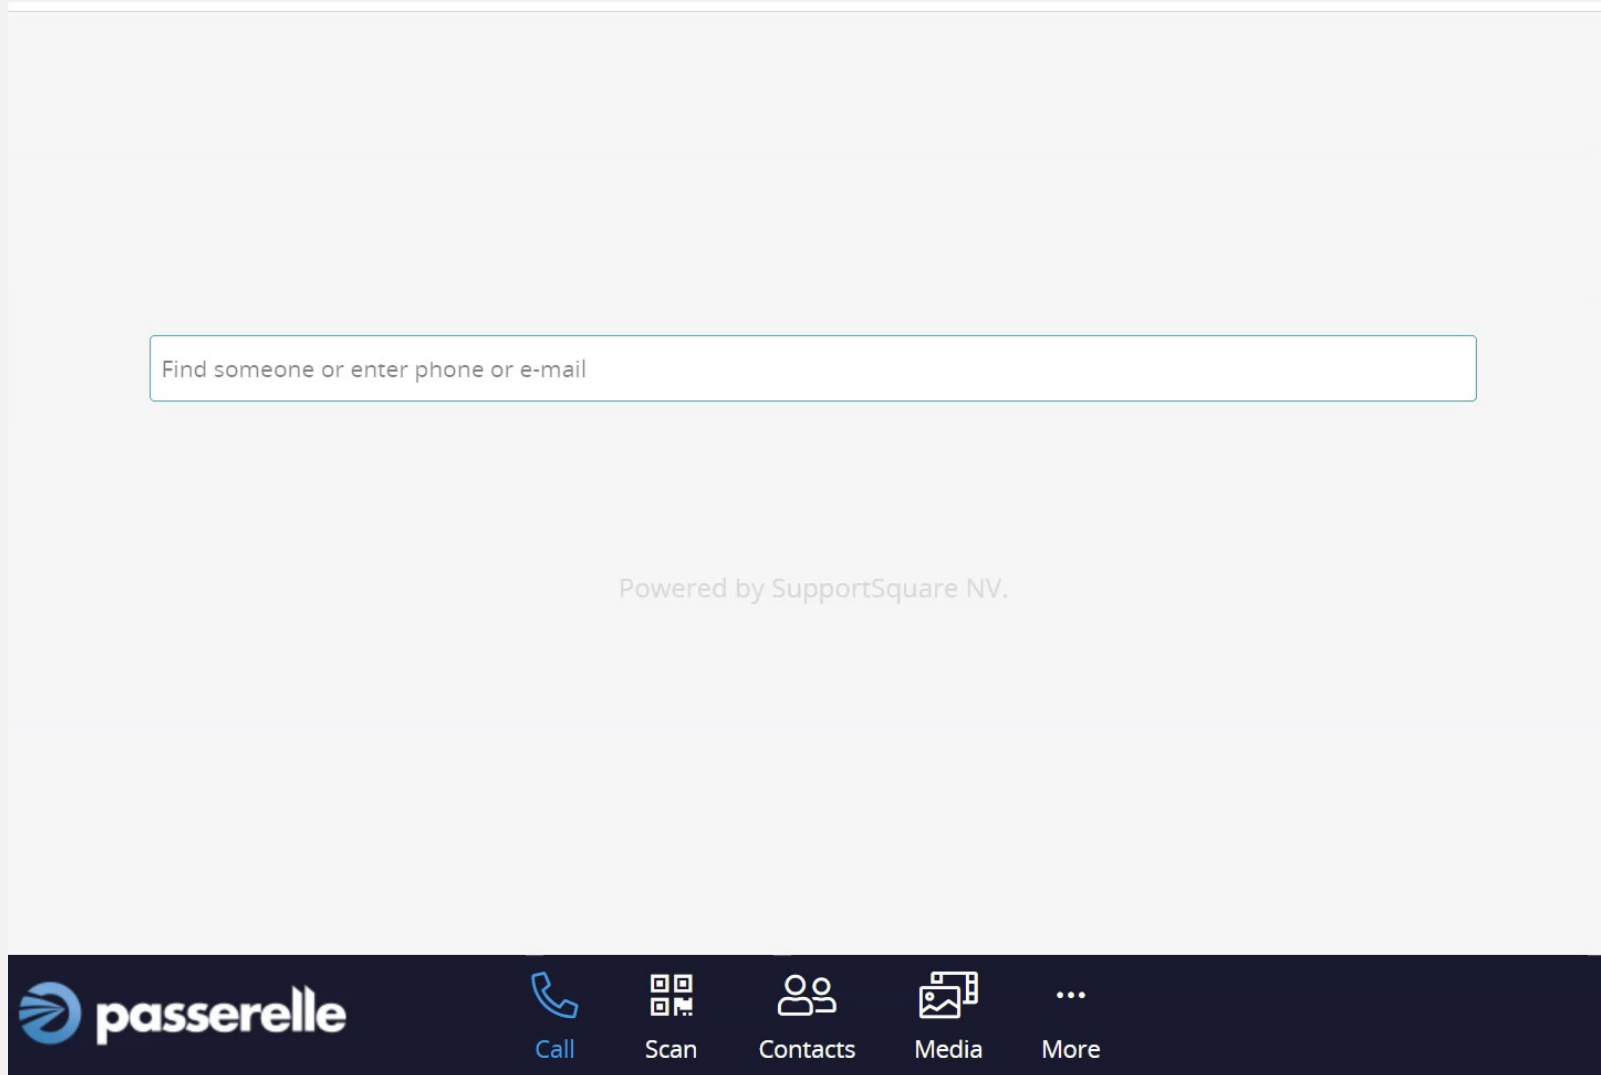 Find someone or enter phone or e-mail
Powered by SupportSquare NV.
passerelle
Call
Scan
Contacts
Media
More